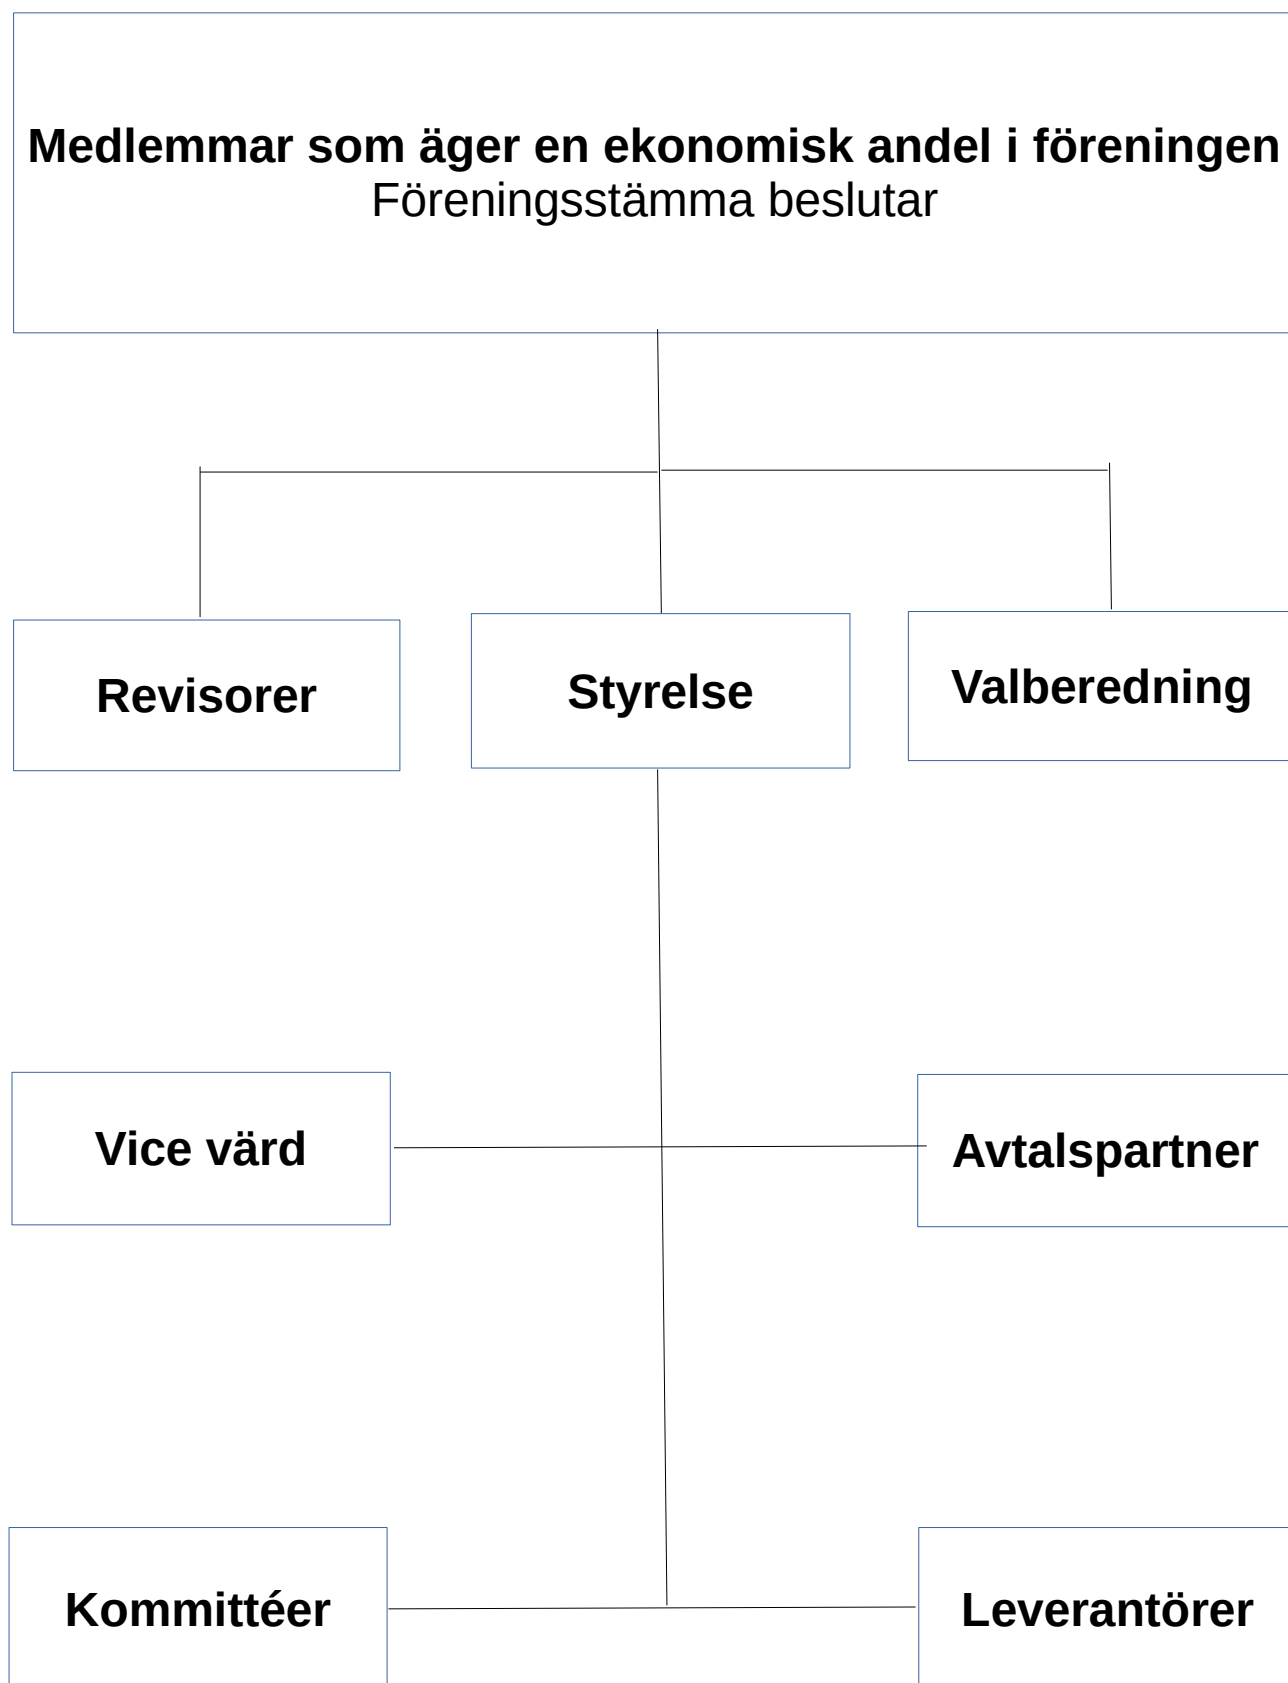 Medlemmar som äger en ekonomisk andel i föreningen
Föreningsstämma beslutar
Revisorer
Styrelse
Valberedning
Vice värd
Avtalspartner
Kommittéer
Leverantörer